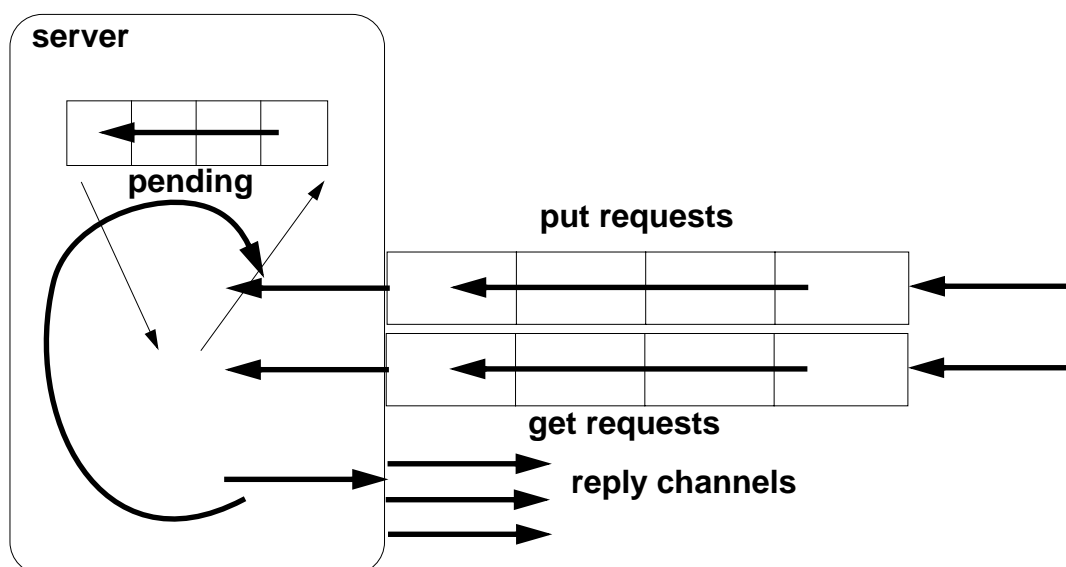 server
pending
put requests
get requests
reply channels